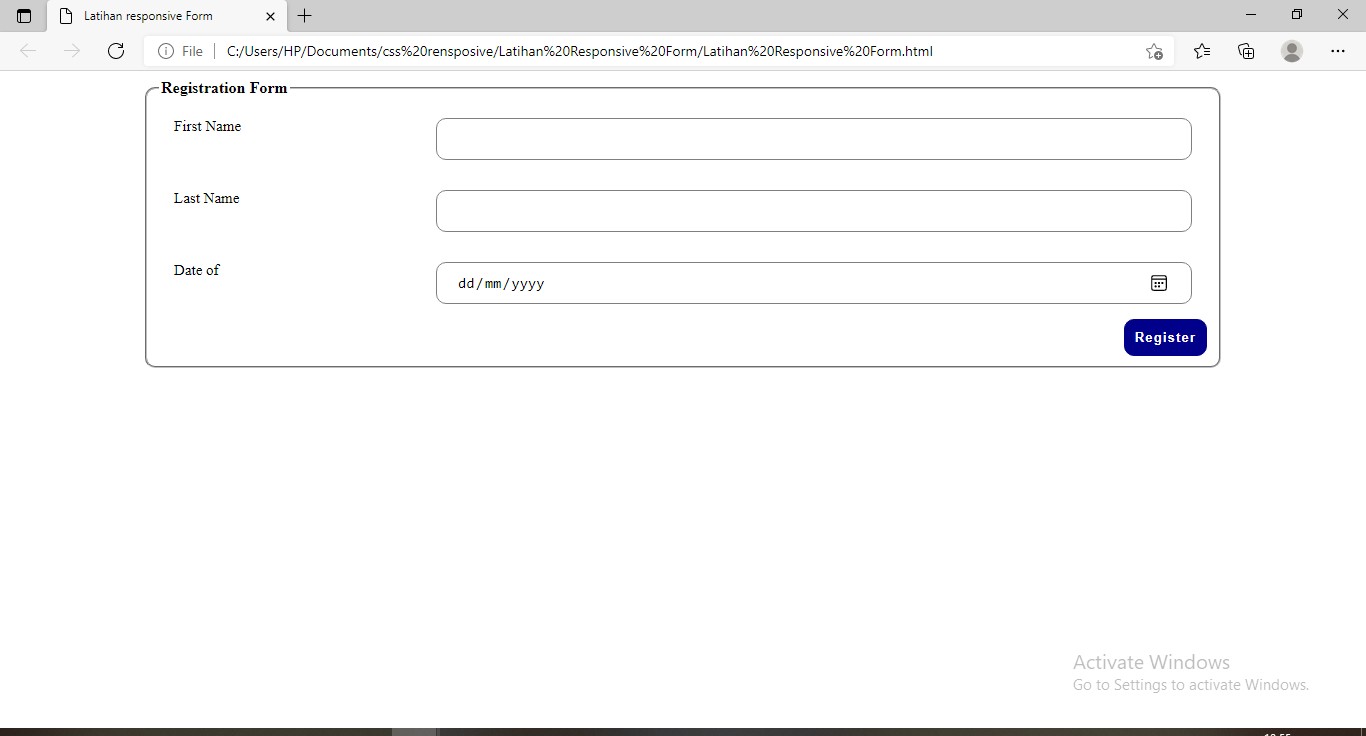 Latihan responsive Form
File
C:/Users/HP/Documents/css%20rensposive/Latihan%20Responsive%20Form/Latihan%20Responsive%20Form.html
Registration Form
First Name
Last Name
Date of
dd/mm/yyyy
Register
Activate Windows
Go to Settings to activate Windows.